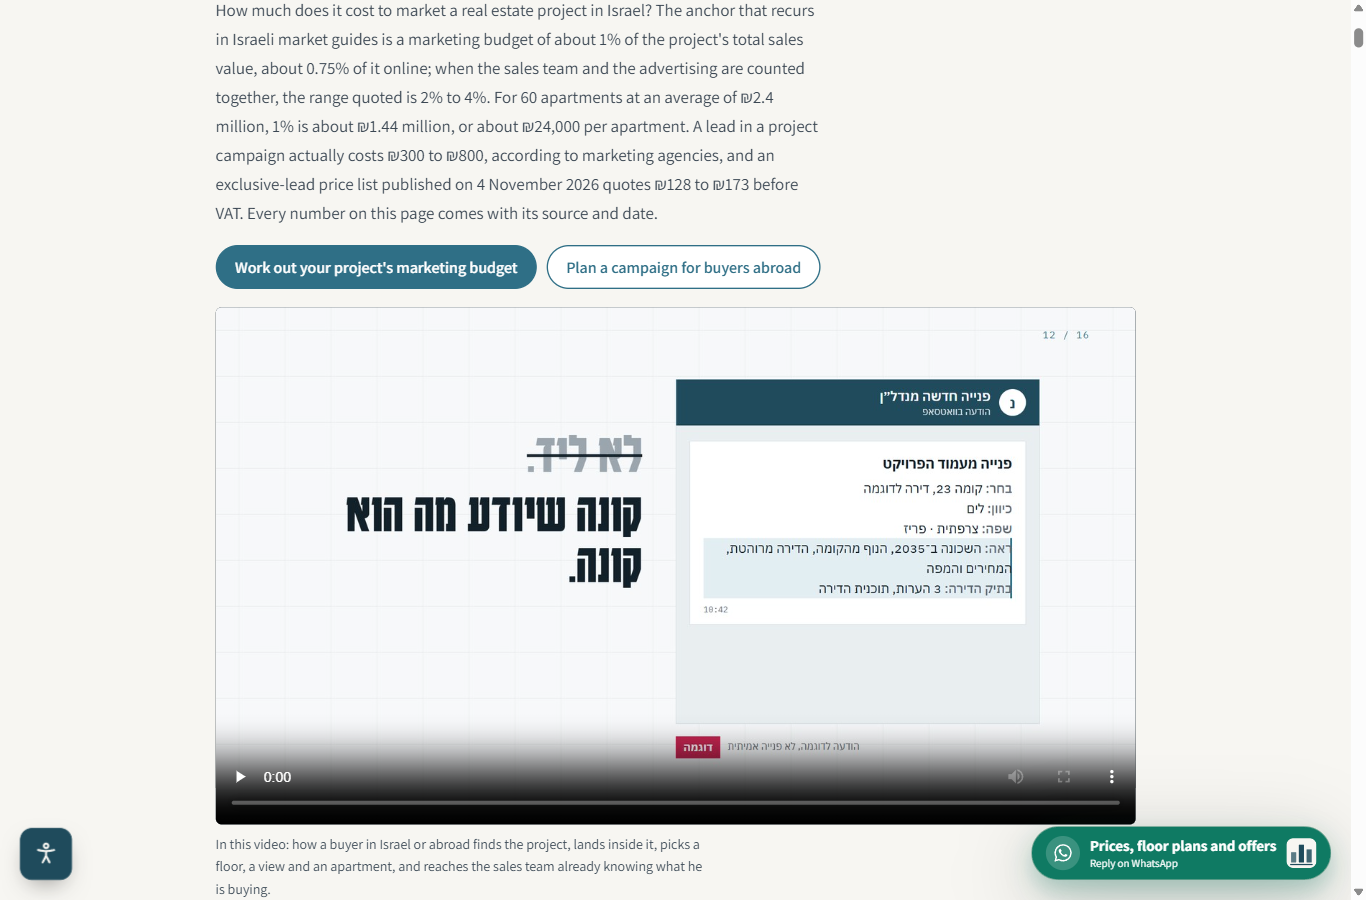 How much does it cost to market a real estate project in Israel? The anchor that recurs
in Israeli market guides is a marketing budget of about 1% of the project's total sales
value, about 0.75% of it online; when the sales team and the advertising are counted
together, the range quoted is 2% to 4%. For 60 apartments at an average of ₪2.4
million, 1% is about ₪1.44 million, or about ₪24,000 per apartment. A lead in a project
campaign actually costs ₪300 to ₪800, according to marketing agencies, and an
exclusive-lead price list published on 4 November 2026 quotes ₪128 to ₪173 before
VAT. Every number on this page comes with its source and date.
Work out your project's marketing budget
Plan a campaign for buyers abroad
12 / 16
פנייה חדשה מנדל״ן
הודעה בוואטסאפ
נ
לא ליד.
קונה שיודע מה הוא
קונה.
פנייה מעמוד הפרויקט
בחר: קומה 23, דירה לדוגמה
כיוון: לים
שפה: צרפתית · פריז
ראה: השכונה ב־2035, הנוף מהקומה, הדירה מרוהטת,
המחירים והמפה
בתיק הדירה: 3 הערות, תוכנית הדירה
10:42
דוגמה
הודעה לדוגמה, לא פנייה אמיתית
0:00
In this video: how a buyer in Israel or abroad finds the project, lands inside it, picks a
floor, a view and an apartment, and reaches the sales team already knowing what he
is buying.
Prices, floor plans and offers
Reply on WhatsApp